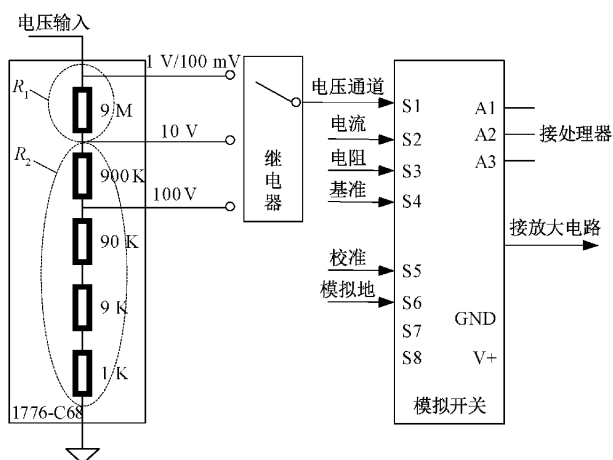 电压输入
1 V/100 mV
R1
9 M
10 V
R2
900 K
100 V
90 K
9 K
1 K
1776-C68
继电器
电压通道
电流
电阻
基准
校准
模拟地
S1
S2
S3
S4
S5
S6
S7
S8
A1
A2
A3
接处理器
接放大电路
GND
V+
模拟开关